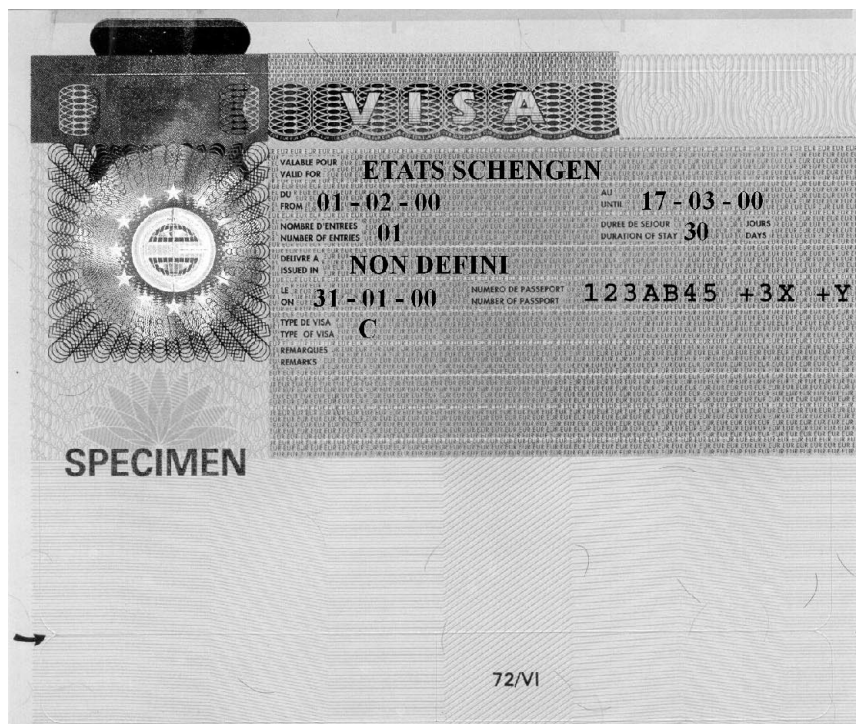 VISA
VALABLE POUR
VALID FOR ETATS SCHENGEN
DU
FROM 01 - 02 - 00 AU
UNTIL 17 - 03 - 00
NOMBRE D'ENTREES
NUMBER OF ENTRIES 01 DUREE DE SEJOUR
DURATION OF STAY 30 JOURS
DAYS
DELIVRE A
ISSUED IN NON DEFINI
LE
ON 31 - 01 - 00 NUMERO DE PASSEPORT
NUMBER OF PASSPORT 123AB45 +3X +Y
TYPE DE VISA
TYPE OF VISA C
REMARQUES
REMARKS
SPECIMEN
72/VI